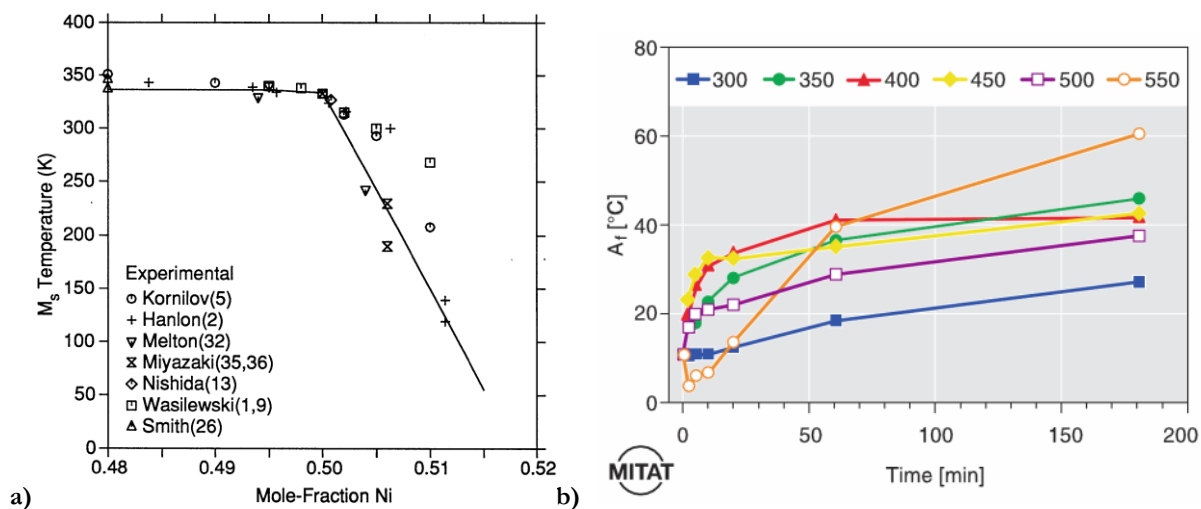 400
350
300
250
200
150
100
50
0
Ms Temperature (K)
Experimental
Kornilov(5)
Hanlon(2)
Melton(32)
Miyazaki(35,36)
Nishida(13)
Wasilewski(1,9)
Smith(26)
0.48 0.49 0.50 0.51 0.52
Mole-Fraction Ni
a)
80
60
40
20
0
Af [°C]
300 350 400 450 500 550
0 50 100 150 200
Time [min]
MITAT
b)